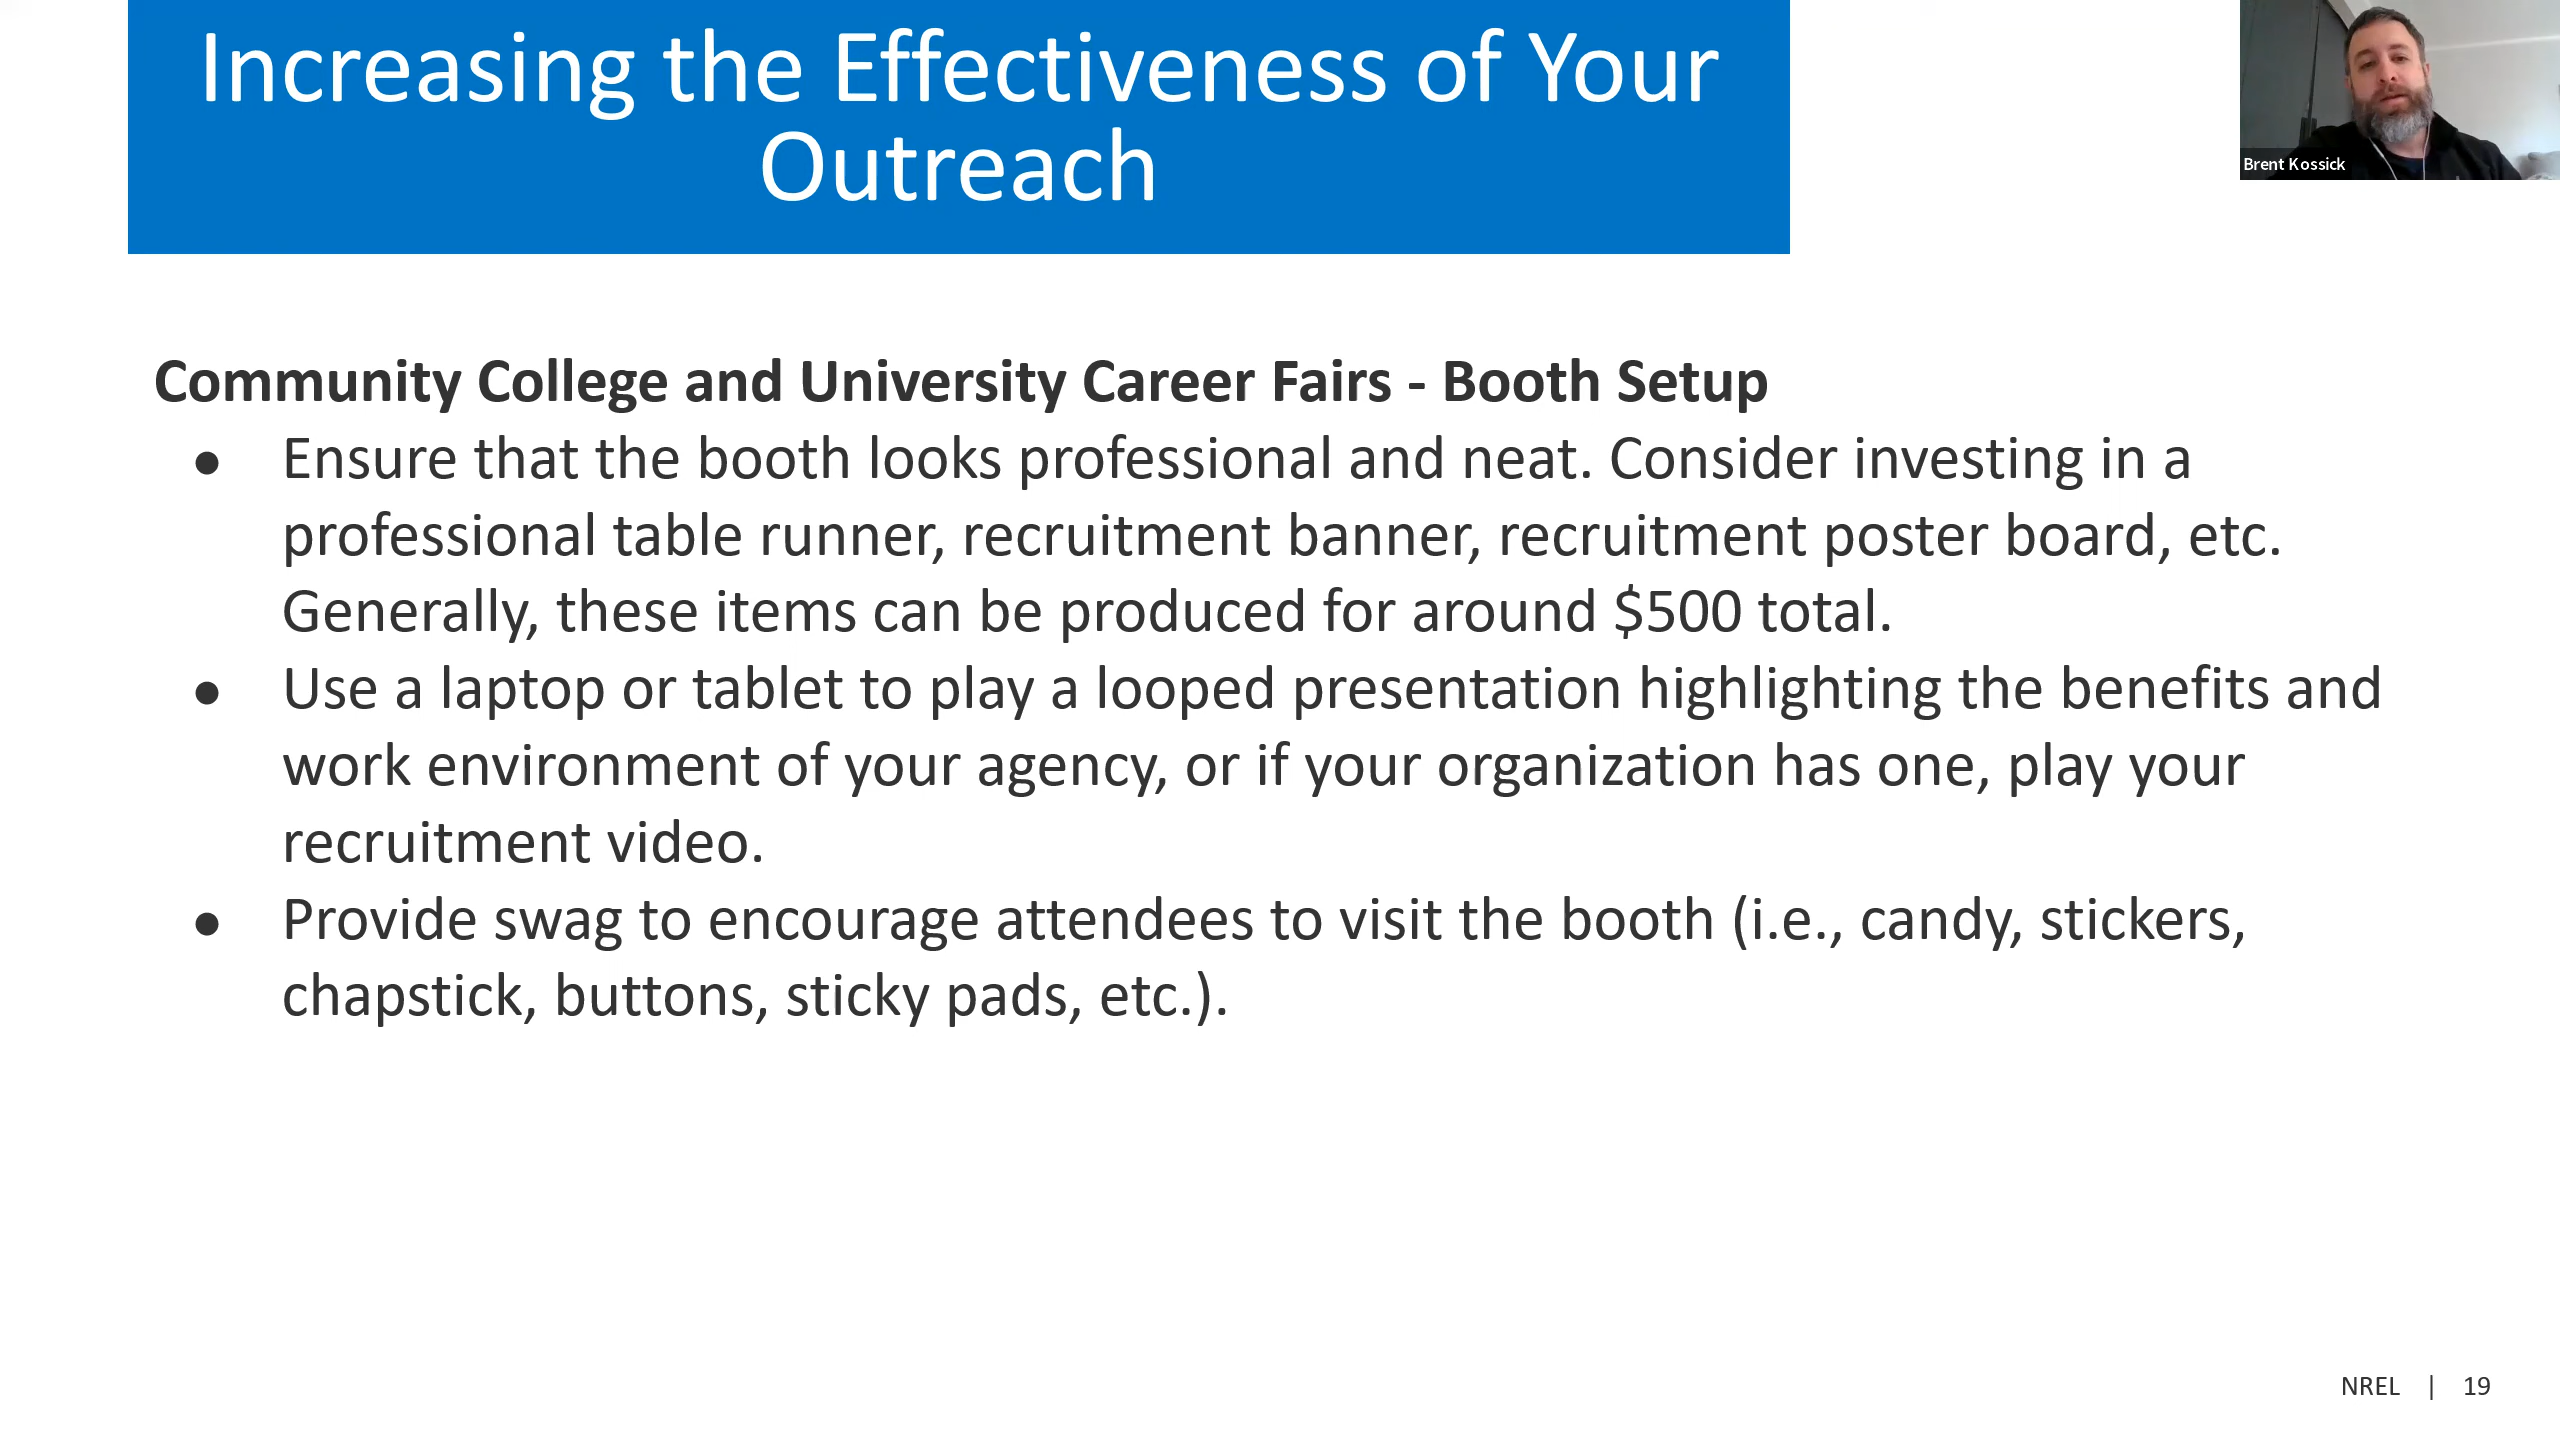 Increasing the Effectiveness of Your
Outreach
Brent Kossick
Community College and University Career Fairs - Booth Setup
● Ensure that the booth looks professional and neat. Consider investing in a
professional table runner, recruitment banner, recruitment poster board, etc.
Generally, these items can be produced for around $500 total.
● Use a laptop or tablet to play a looped presentation highlighting the benefits and
work environment of your agency, or if your organization has one, play your
recruitment video.
● Provide swag to encourage attendees to visit the booth (i.e., candy, stickers,
chapstick, buttons, sticky pads, etc.).
NREL | 19